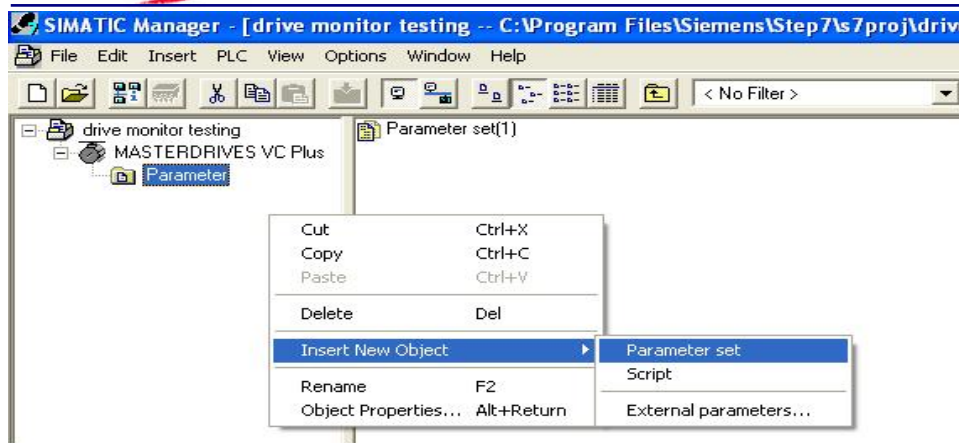 SIMATIC Manager - [drive monitor testing -- C:\Program Files\Siemens\Step7\s7proj\driv
File Edit Insert PLC View Options Window Help
< No Filter >
drive monitor testing
MASTERDRIVES VC Plus
Parameter
Parameter set(1)
Cut Ctrl+X
Copy Ctrl+C
Paste Ctrl+V
Delete Del
Insert New Object
Rename F2
Object Properties... Alt+Return
Parameter set
Script
External parameters...